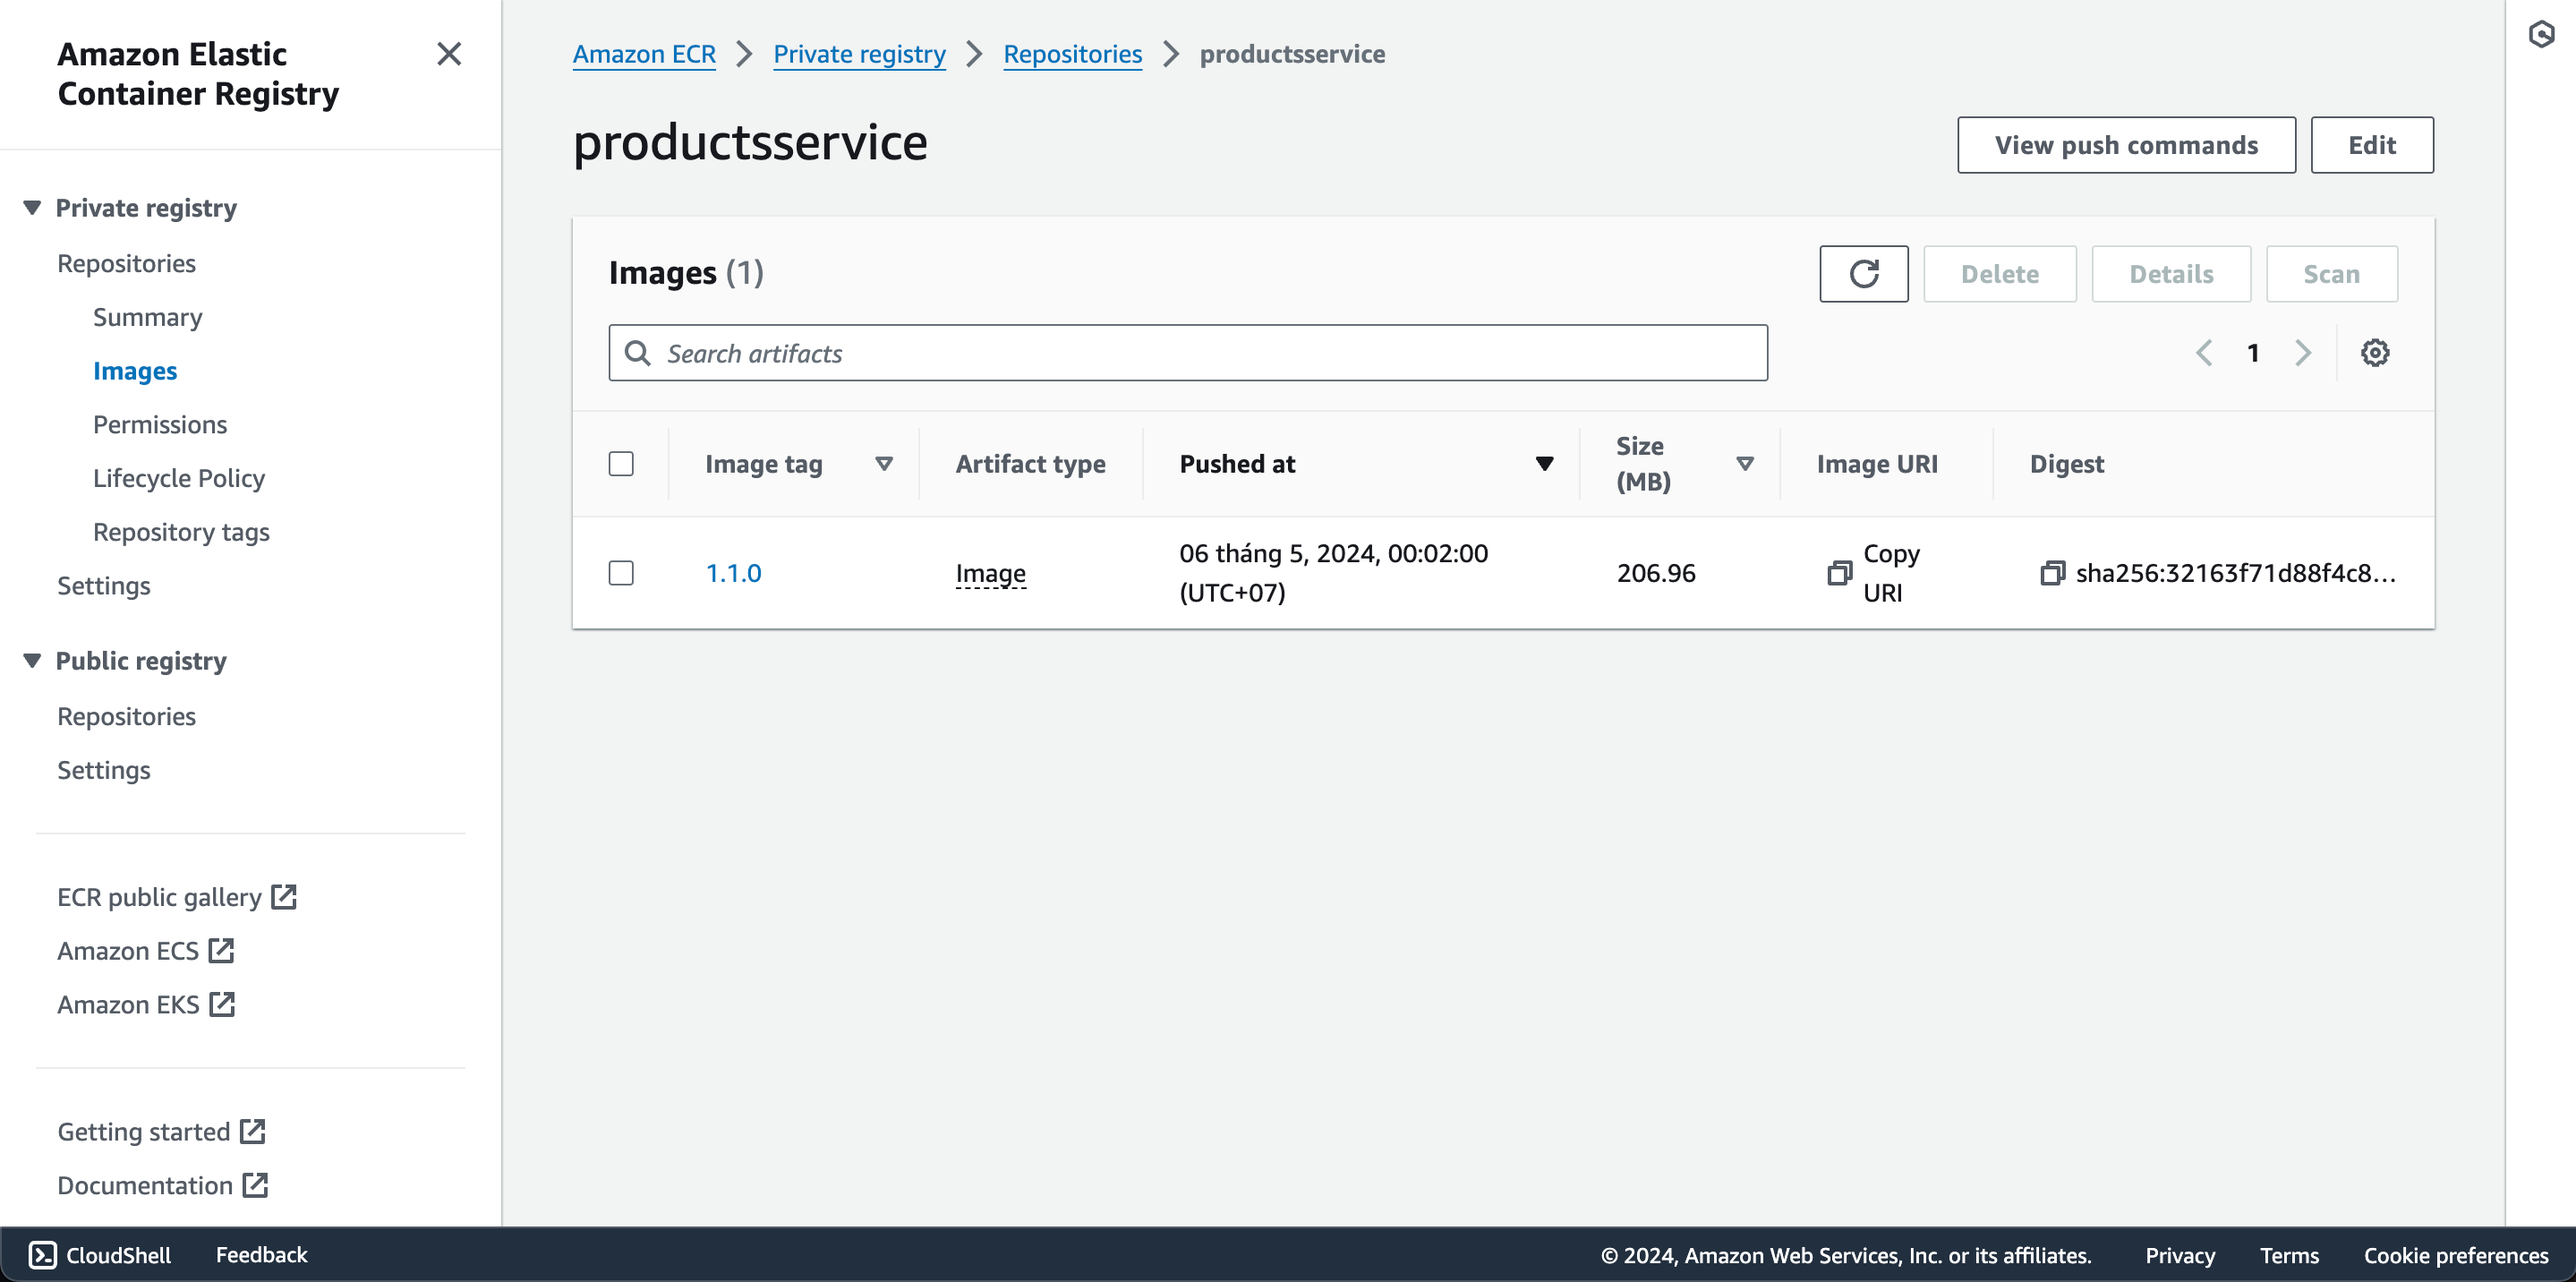 Amazon Elastic
Container Registry
Private registry
Repositories
Summary
Images
Permissions
Lifecycle Policy
Repository tags
Settings
Public registry
Repositories
Settings
ECR public gallery
Amazon ECS
Amazon EKS
Getting started
Documentation
Amazon ECR > Private registry > Repositories > productsservice
productsservice
View push commands
Edit
Images (1)
Delete
Details
Scan
Search artifacts
1
Image tag
Artifact type
Pushed at
Size
(MB)
Image URI
Digest
1.1.0
Image
06 tháng 5, 2024, 00:02:00
(UTC+07)
206.96
Copy
URI
sha256:32163f71d88f4c8...
CloudShell
Feedback
© 2024, Amazon Web Services, Inc. or its affiliates.
Privacy
Terms
Cookie preferences